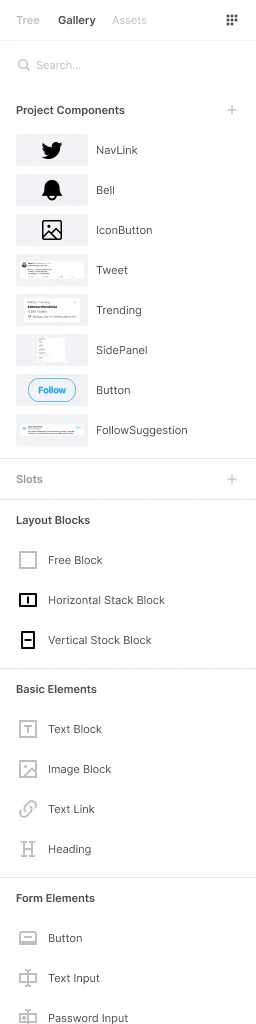 Tree Gallery Assets
Search...
Project Components
NavLink
Bell
IconButton
Tweet
Trending
SidePanel
Follow Button
FollowSuggestion
Slots
Layout Blocks
Free Block
Horizontal Stack Block
Vertical Stock Block
Basic Elements
Text Block
Image Block
Text Link
Heading
Form Elements
Button
Text Input
Password Input